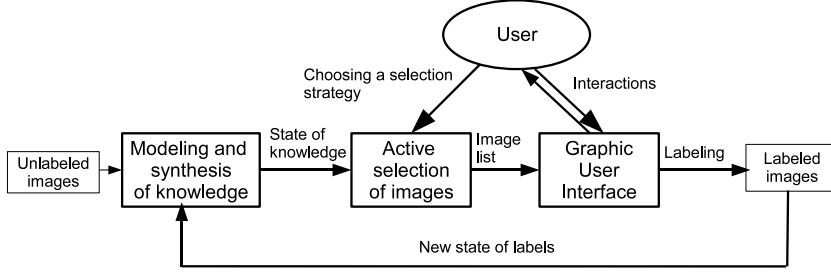 User
Choosing a selection
strategy
Interactions
Unlabeled
images
Modeling and
synthesis
of knowledge
State of
knowledge
Active
selection
of images
Image
list
Graphic
User
Interface
Labeling
Labeled
images
New state of labels